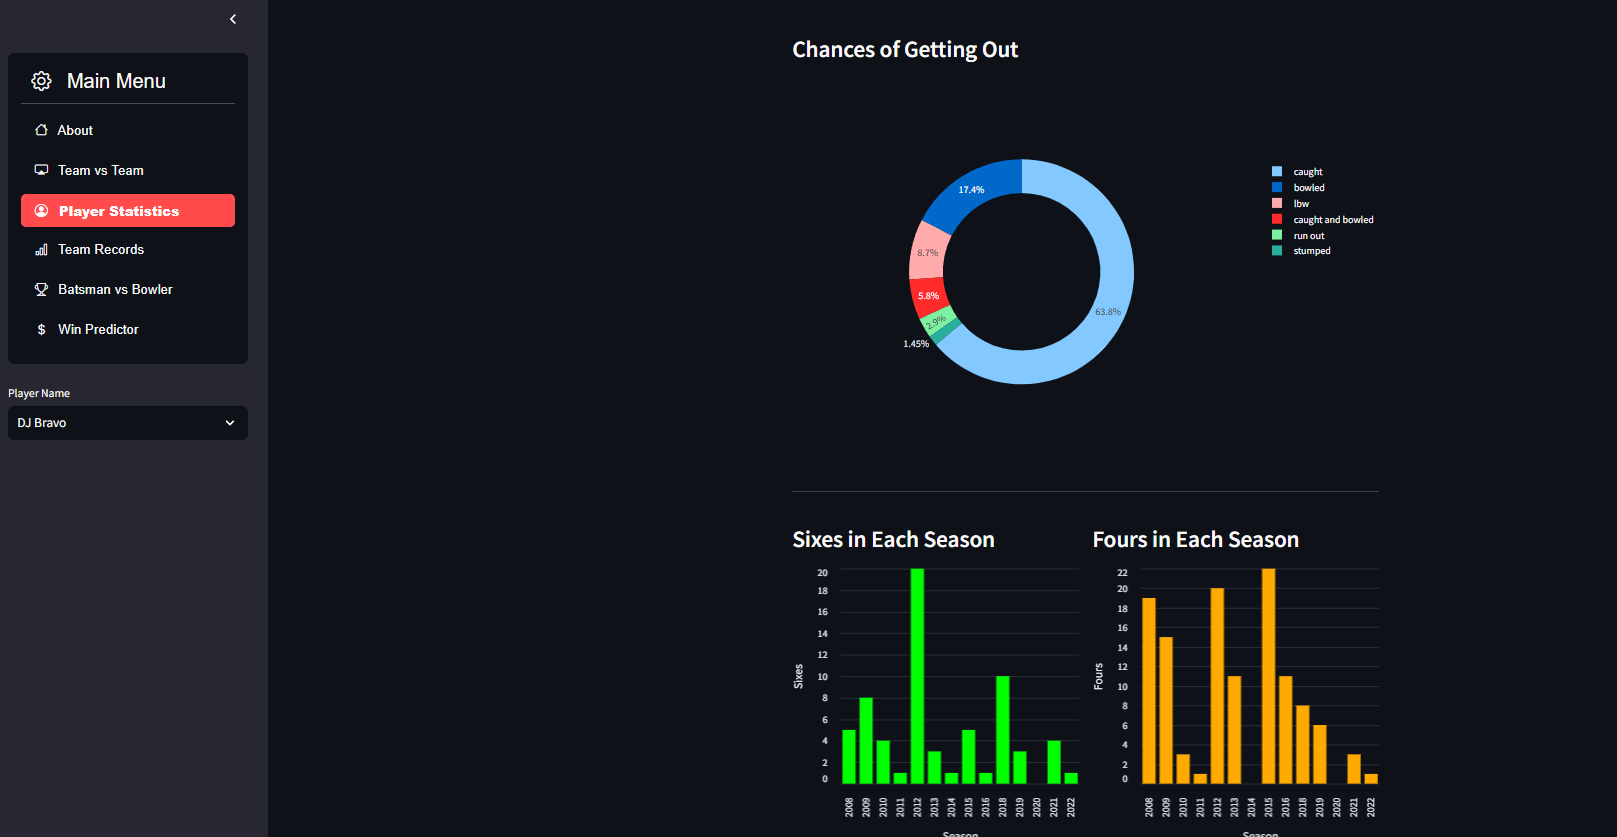 Main Menu
About
Team vs Team
Player Statistics
Team Records
Batsman vs Bowler
$ Win Predictor
Player Name
DJ Bravo
Chances of Getting Out
17.4%
8.7%
5.8%
2.9%
1.45%
63.8%
caught
bowled
lbw
caught and bowled
run out
stumped
Sixes in Each Season
20
18
16
14
12
10
8
6
4
2
0
Sixes
2008 2009 2010 2011 2012 2013 2014 2015 2016 2018 2019 2020 2021 2022
Season
Fours in Each Season
22
20
18
16
14
12
10
8
6
4
2
0
Fours
2008 2009 2010 2011 2012 2013 2014 2015 2016 2018 2019 2020 2021 2022
Season